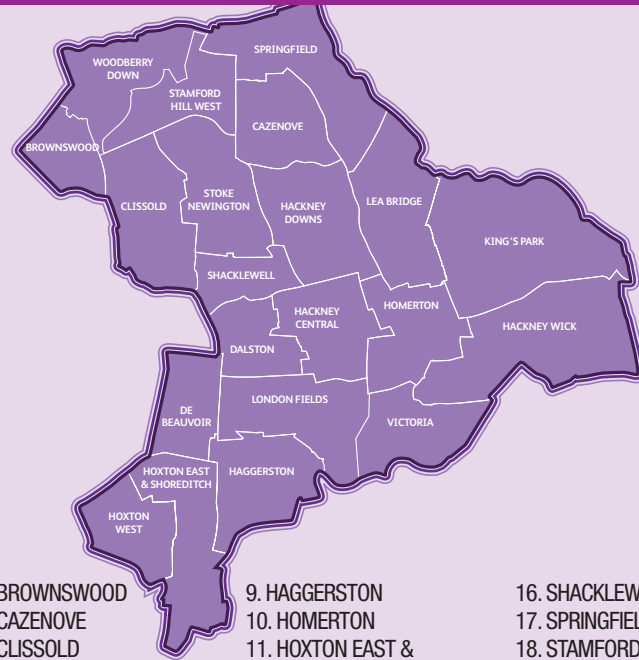 SPRINGFIELD
WOODBERRY
DOWN
STAMFORD
HILL WEST
CAZENOVE
BROWNSWOOD
CLISSOLD
STOKE
NEWINGTON
HACKNEY
DOWNS
LEA BRIDGE
KING'S PARK
SHACKLEWELL
HACKNEY
CENTRAL
HOMERTON
HACKNEY WICK
DALSTON
LONDON FIELDS
DE
BEAUVOIR
VICTORIA
HOXTON EAST
& SHOREDITCH
HAGGERSTON
HOXTON
WEST
BROWNSWOOD
CAZENOVE
CLISSOLD
9. HAGGERSTON
10. HOMERTON
11. HOXTON EAST &
16. SHACKLEW
17. SPRINGFIEL
18. STAMFORD